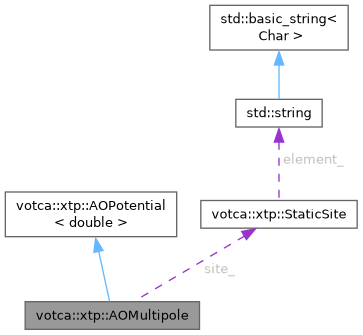 std::basic_string<
Char >
std::string
element_
votca::xtp::AOPotential
< double >
votca::xtp::StaticSite
site_
votca::xtp::AOMultipole